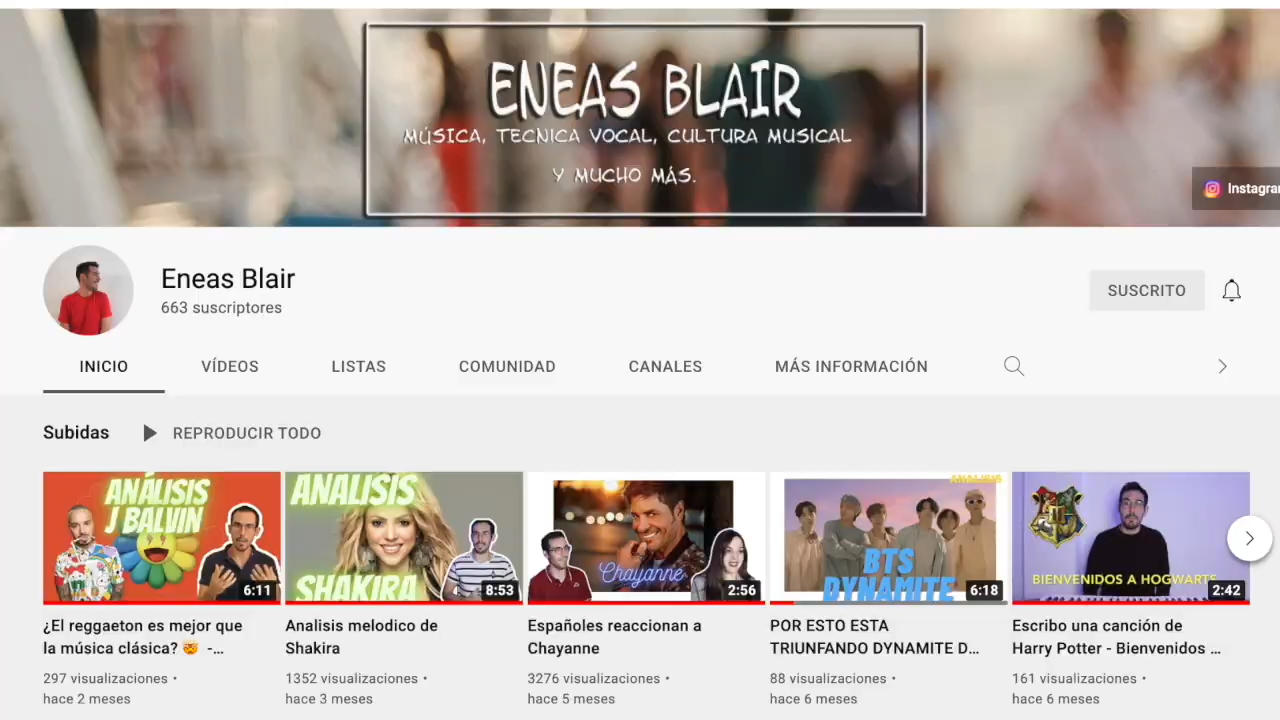 ENEAS BLAIR
MÚSICA, TECNICA VOCAL, CULTURA MUSICAL
Y MUCHO MÁS.
Instagra
Eneas Blair
663 suscriptores
SUSCRITO
INICIO VÍDEOS LISTAS COMUNIDAD CANALES MÁS INFORMACIÓN
Subidas REPRODUCIR TODO
ANÁLISIS
J BALVIN
6:11
ANALISIS
SHAKIRA
8:53
Chayanne
2:56
ANALISIS
BTS
DYNAMITE
6:18
BIENVENIDOS A HOGWARTS
2:42
¿El reggaeton es mejor que
la música clásica? 🤯 -...
297 visualizaciones •
hace 2 meses
Analisis melodico de
Shakira
1352 visualizaciones •
hace 3 meses
Españoles reaccionan a
Chayanne
3276 visualizaciones •
hace 5 meses
POR ESTO ESTA
TRIUNFANDO DYNAMITE D...
88 visualizaciones •
hace 6 meses
Escribo una canción de
Harry Potter - Bienvenidos ...
161 visualizaciones •
hace 6 meses